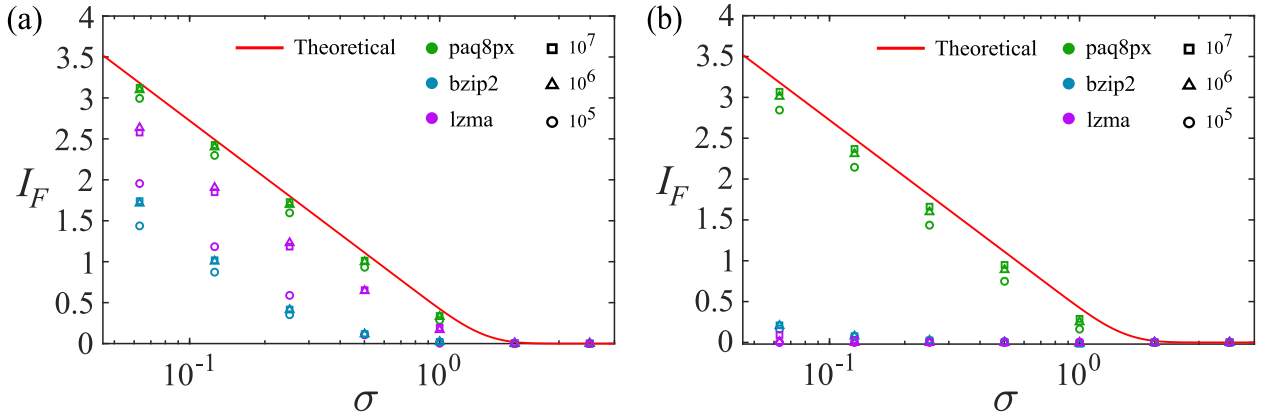 (a)
Theoretical
paq8px
bzip2
lzma
10^7
10^6
10^5
4
3.5
3
2.5
2
1.5
1
0.5
0
I_F
10^-1
10^0
σ
(b)
Theoretical
paq8px
bzip2
lzma
10^7
10^6
10^5
4
3.5
3
2.5
2
1.5
1
0.5
0
I_F
10^-1
10^0
σ